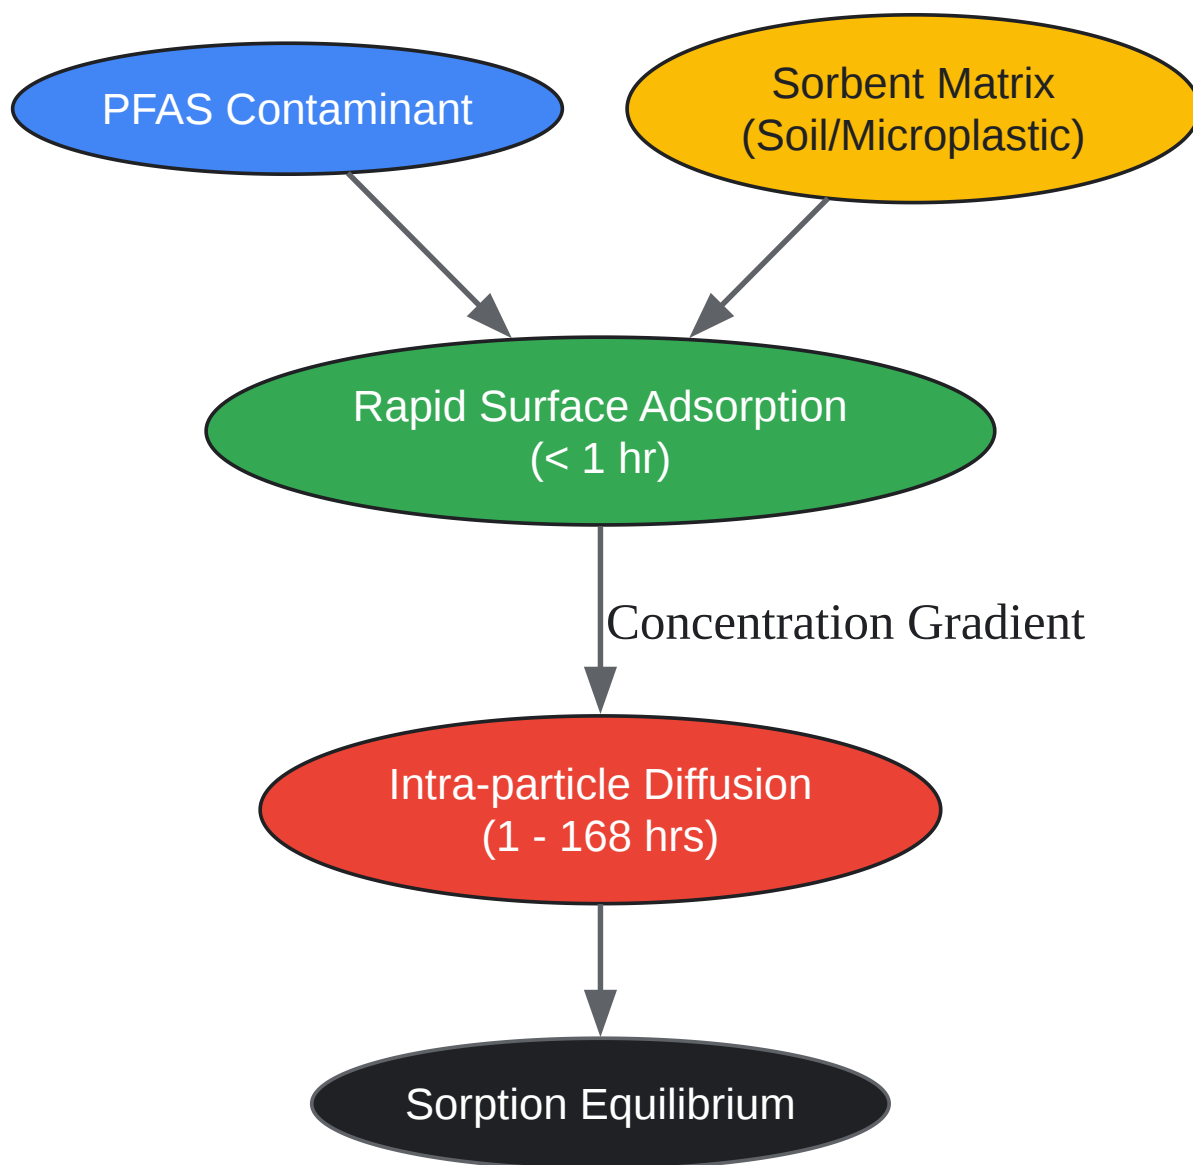 PFAS Contaminant
Sorbent Matrix
(Soil/Microplastic)
Rapid Surface Adsorption
(< 1 hr)
Concentration Gradient
Intra-particle Diffusion
(1 - 168 hrs)
Sorption Equilibrium